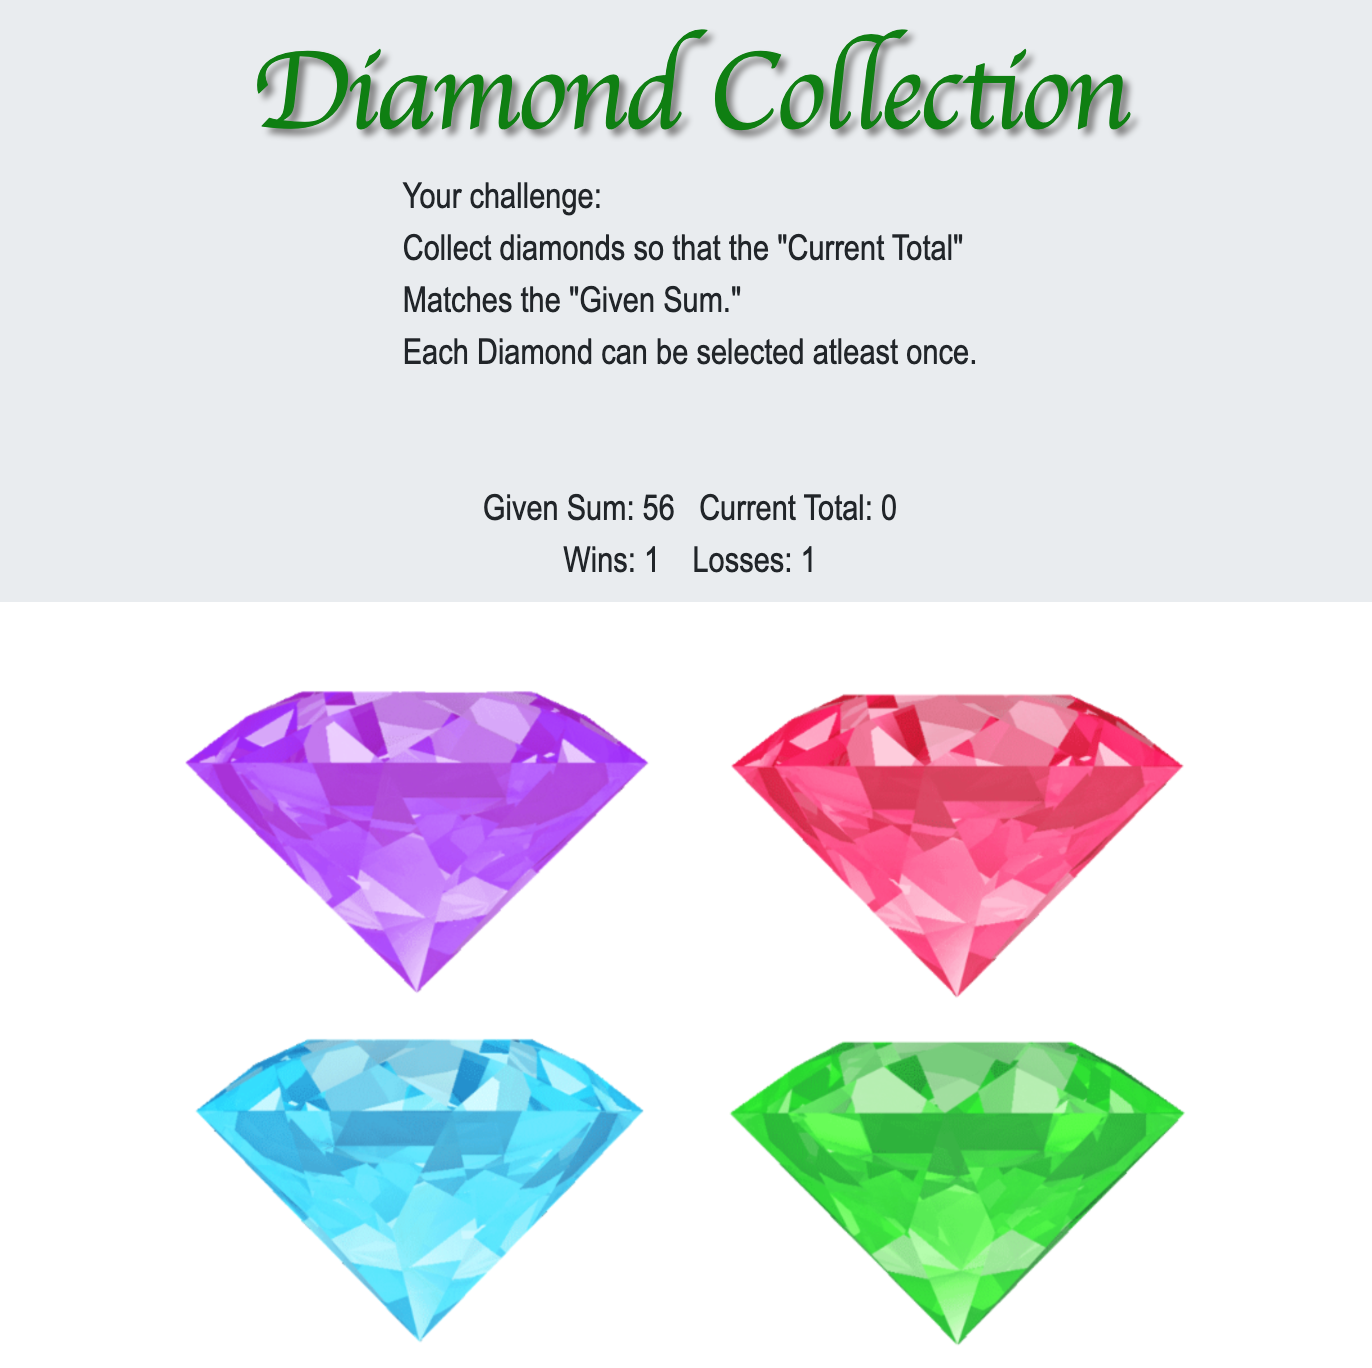 Diamond Collection
Your challenge:
Collect diamonds so that the "Current Total"
Matches the "Given Sum."
Each Diamond can be selected atleast once.
Given Sum: 56 Current Total: 0
Wins: 1 Losses: 1